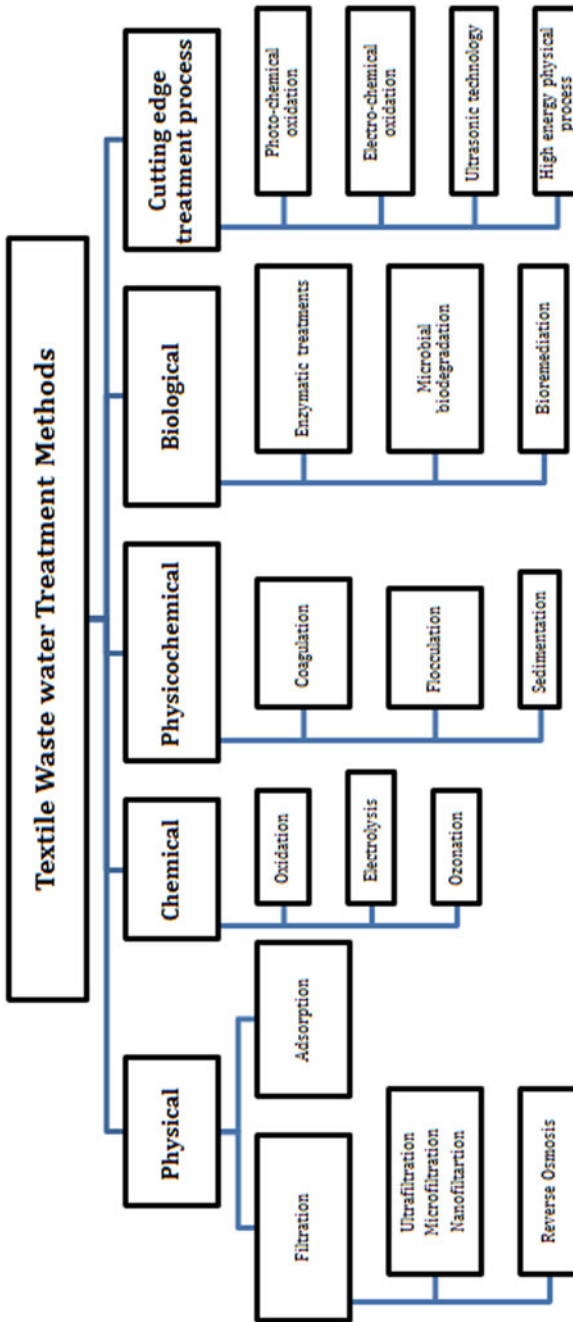 Textile Waste water Treatment Methods
Physical
Filtration
Ultrafiltration
Microfiltration
Nanofiltartion
Reverse Osmosis
Adsorption
Chemical
Oxidation
Electrolysis
Ozonation
Physicochemical
Coagulation
Flocculation
Sedimentation
Biological
Enzymatic treatments
Microbial
biodegradation
Bioremediation
Cutting edge
treatment process
Photo-chemical
oxidation
Electro-chemical
oxidation
Ultrasonic technology
High energy physical
process